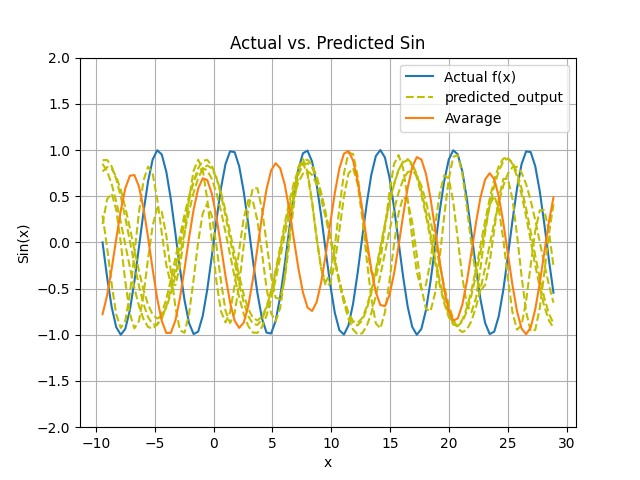 Actual vs. Predicted Sin
Actual f(x)
predicted_output
Avarage
2.0
1.5
1.0
0.5
0.0
−0.5
−1.0
−1.5
−2.0
Sin(x)
−10 −5 0 5 10 15 20 25 30
x